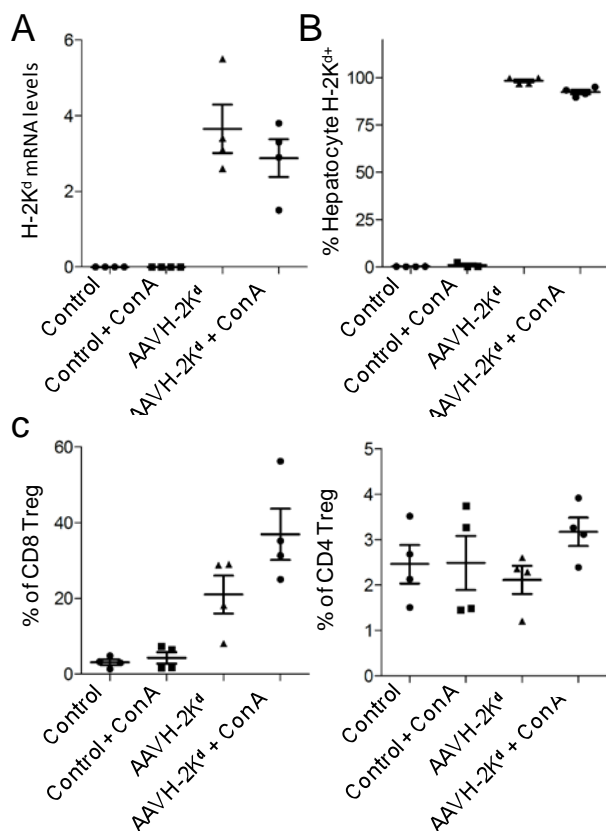 A
B
H-2Kᵈ mRNA levels
6
4
2
0
Control
Control + ConA
AAV/H-2Kᵈ
AAV/H-2Kᵈ + ConA
% Hepatocyte H-2Kᵈ⁺
100
75
50
25
0
Control
Control + ConA
AAV/H-2Kᵈ
AAV/H-2Kᵈ + ConA
C
% of CD8 Treg
60
40
20
0
Control
Control + ConA
AAV/H-2Kᵈ
AAV/H-2Kᵈ + ConA
% of CD4 Treg
5
4
3
2
1
0
Control
Control + ConA
AAV/H-2Kᵈ
AAV/H-2Kᵈ + ConA